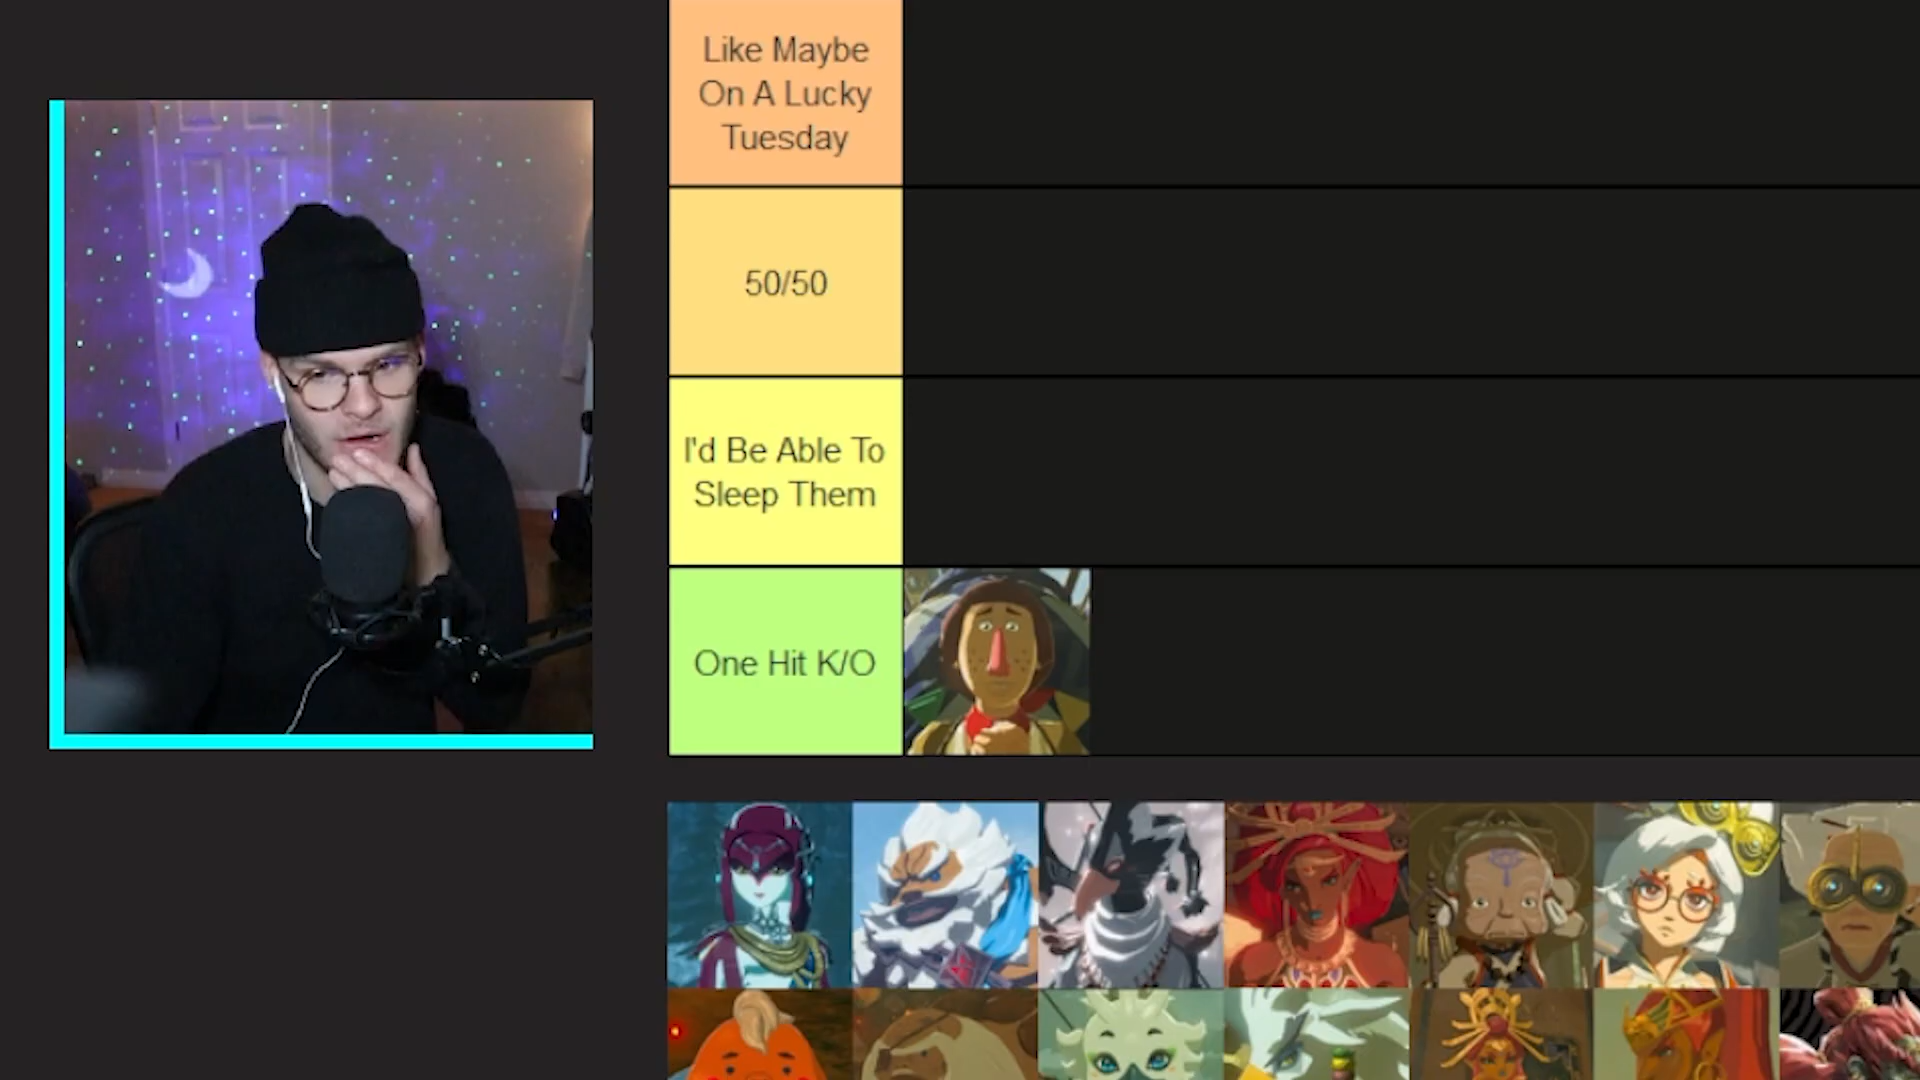 Like Maybe
On A Lucky
Tuesday
50/50
I'd Be Able To
Sleep Them
One Hit K/O